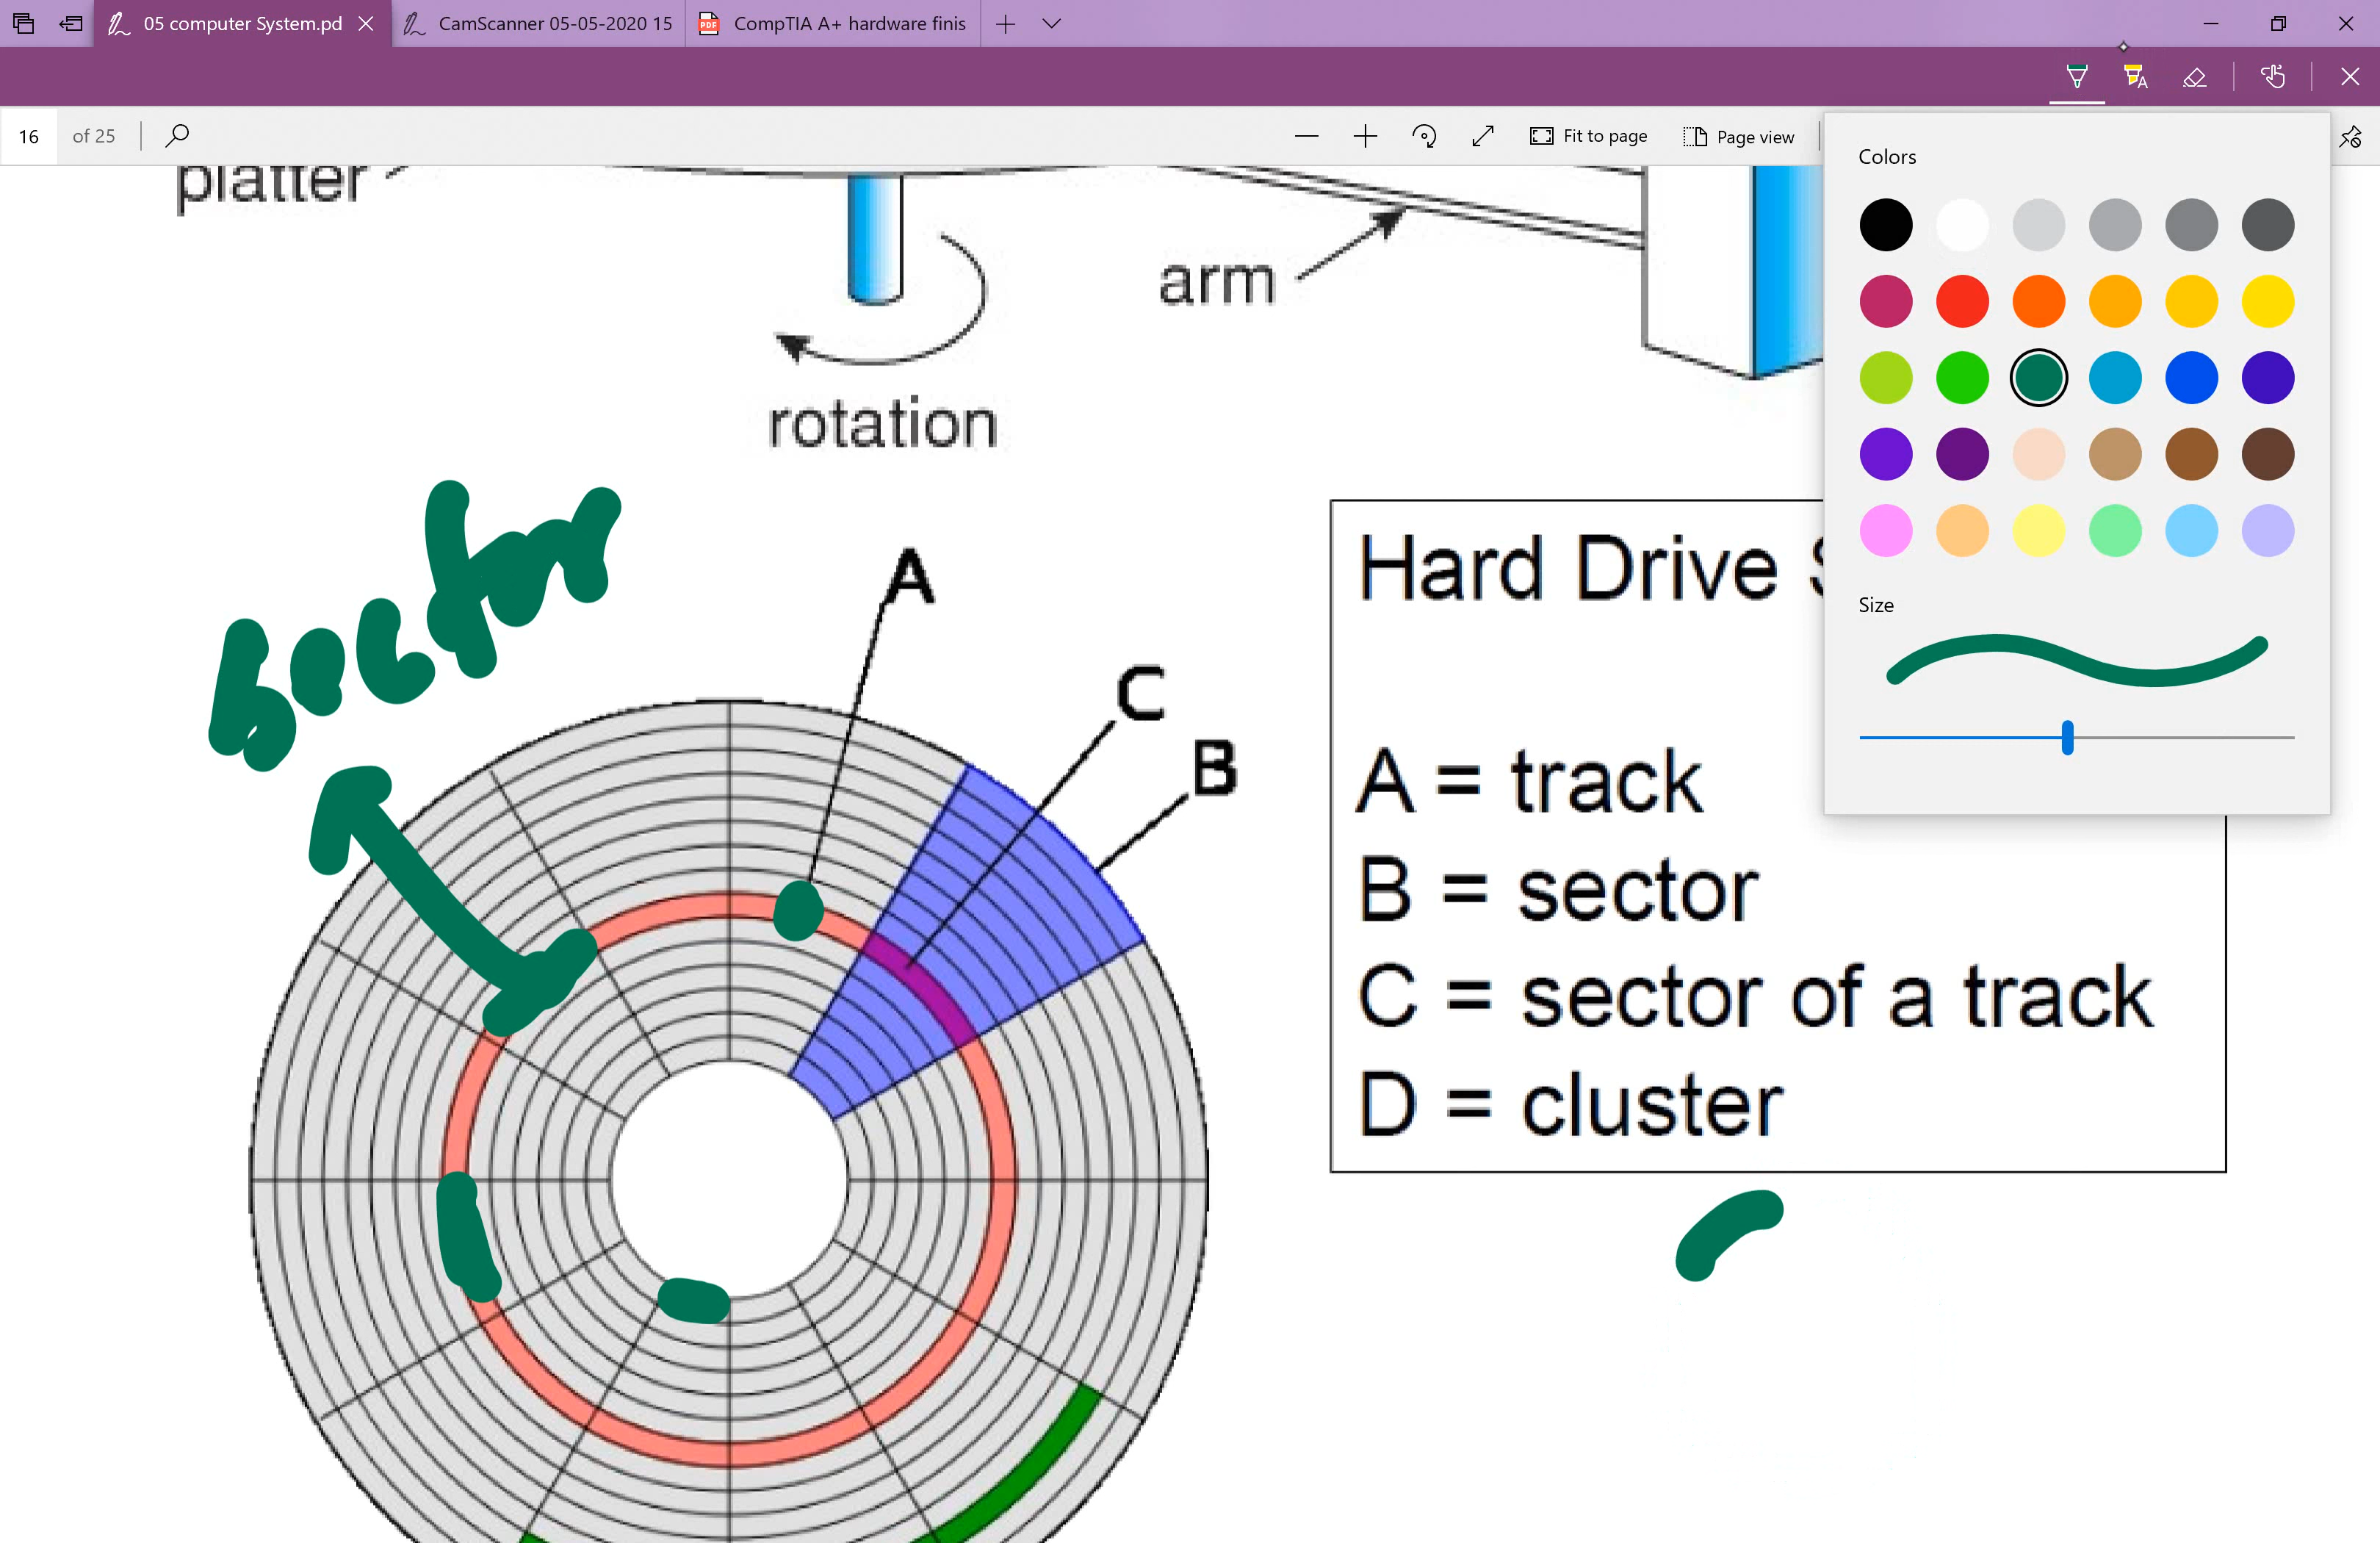 05 computer System.pd
CamScanner 05-05-2020 15
CompTIA A+ hardware finis
16 of 25
Fit to page
Page view
Colors
Size
platter
arm
rotation
sector
A
C
B
Hard Drive S
A = track
B = sector
C = sector of a track
D = cluster